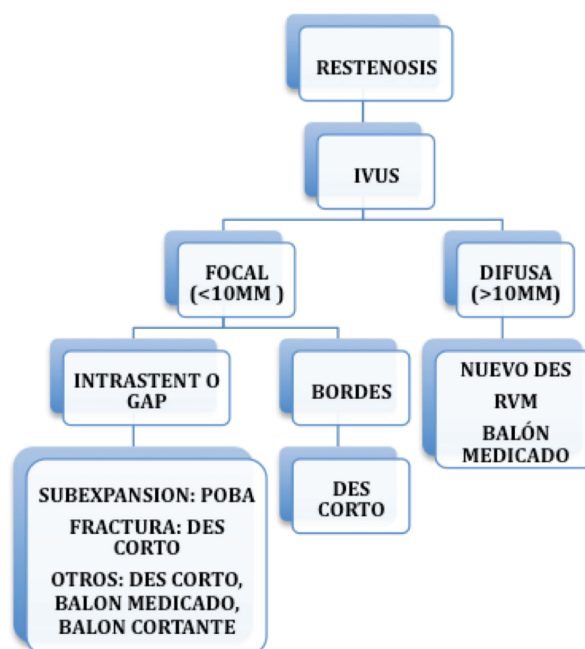 RESTENOSIS
IVUS
FOCAL
(<10MM )
DIFUSA
(>10MM)
INTRASTENT O
GAP
BORDES
NUEVO DES
RVM
BALÓN
MEDICADO
SUBEXPANSION: POBA
FRACTURA: DES
CORTO
OTROS: DES CORTO,
BALON MEDICADO,
BALON CORTANTE
DES
CORTO